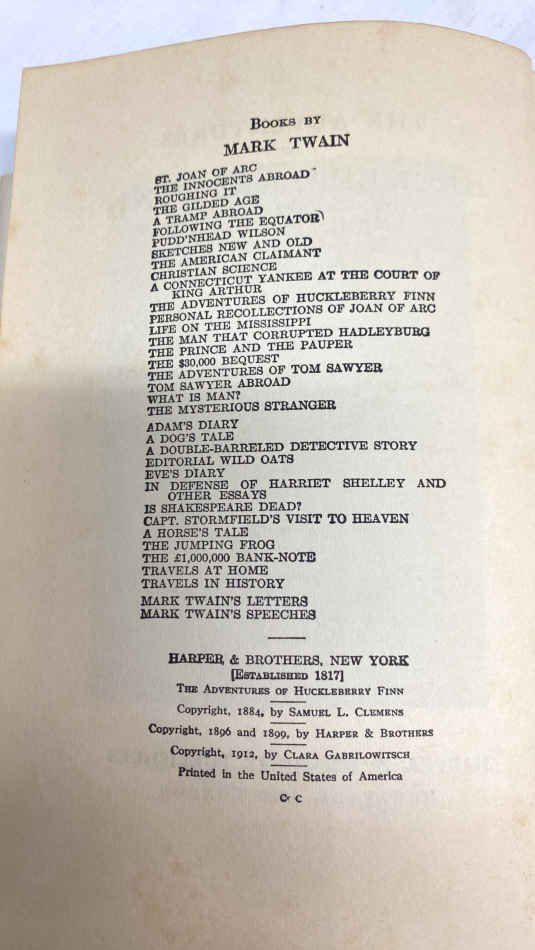 BOOKS BY
MARK TWAIN
ST. JOAN OF ARC
THE INNOCENTS ABROAD
ROUGHING IT
THE GILDED AGE
A TRAMP ABROAD
FOLLOWING THE EQUATOR
PUDD'NHEAD WILSON
SKETCHES NEW AND OLD
THE AMERICAN CLAIMANT
CHRISTIAN SCIENCE
A CONNECTICUT YANKEE AT THE COURT OF
KING ARTHUR
THE ADVENTURES OF HUCKLEBERRY FINN
PERSONAL RECOLLECTIONS OF JOAN OF ARC
LIFE ON THE MISSISSIPPI
THE MAN THAT CORRUPTED HADLEYBURG
THE PRINCE AND THE PAUPER
THE $30,000 BEQUEST
THE ADVENTURES OF TOM SAWYER
TOM SAWYER ABROAD
WHAT IS MAN?
THE MYSTERIOUS STRANGER
ADAM'S DIARY
A DOG'S TALE
A DOUBLE-BARRELED DETECTIVE STORY
EDITORIAL WILD OATS
EVE'S DIARY
IN DEFENSE OF HARRIET SHELLEY AND
OTHER ESSAYS
IS SHAKESPEARE DEAD?
CAPT. STORMFIELD'S VISIT TO HEAVEN
A HORSE'S TALE
THE JUMPING FROG
THE £1,000,000 BANK-NOTE
TRAVELS AT HOME
TRAVELS IN HISTORY
MARK TWAIN'S LETTERS
MARK TWAIN'S SPEECHES
HARPER & BROTHERS, NEW YORK
[ESTABLISHED 1817]
THE ADVENTURES OF HUCKLEBERRY FINN
Copyright, 1884, by SAMUEL L. CLEMENS
Copyright, 1896 and 1899, by HARPER & BROTHERS
Copyright, 1912, by CLARA GABRILOWITSCH
Printed in the United States of America
C-C